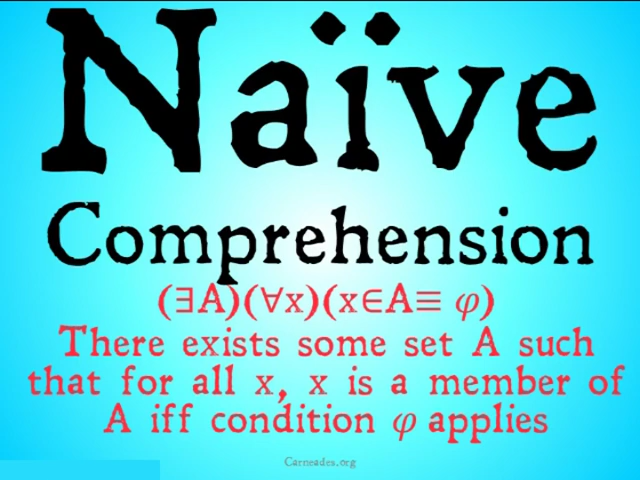 Naïve
Comprehension
(∃A)(∀x)(x∈A≡ φ)
There exists some set A such
that for all x, x is a member of
A iff condition φ applies
Carneades.org